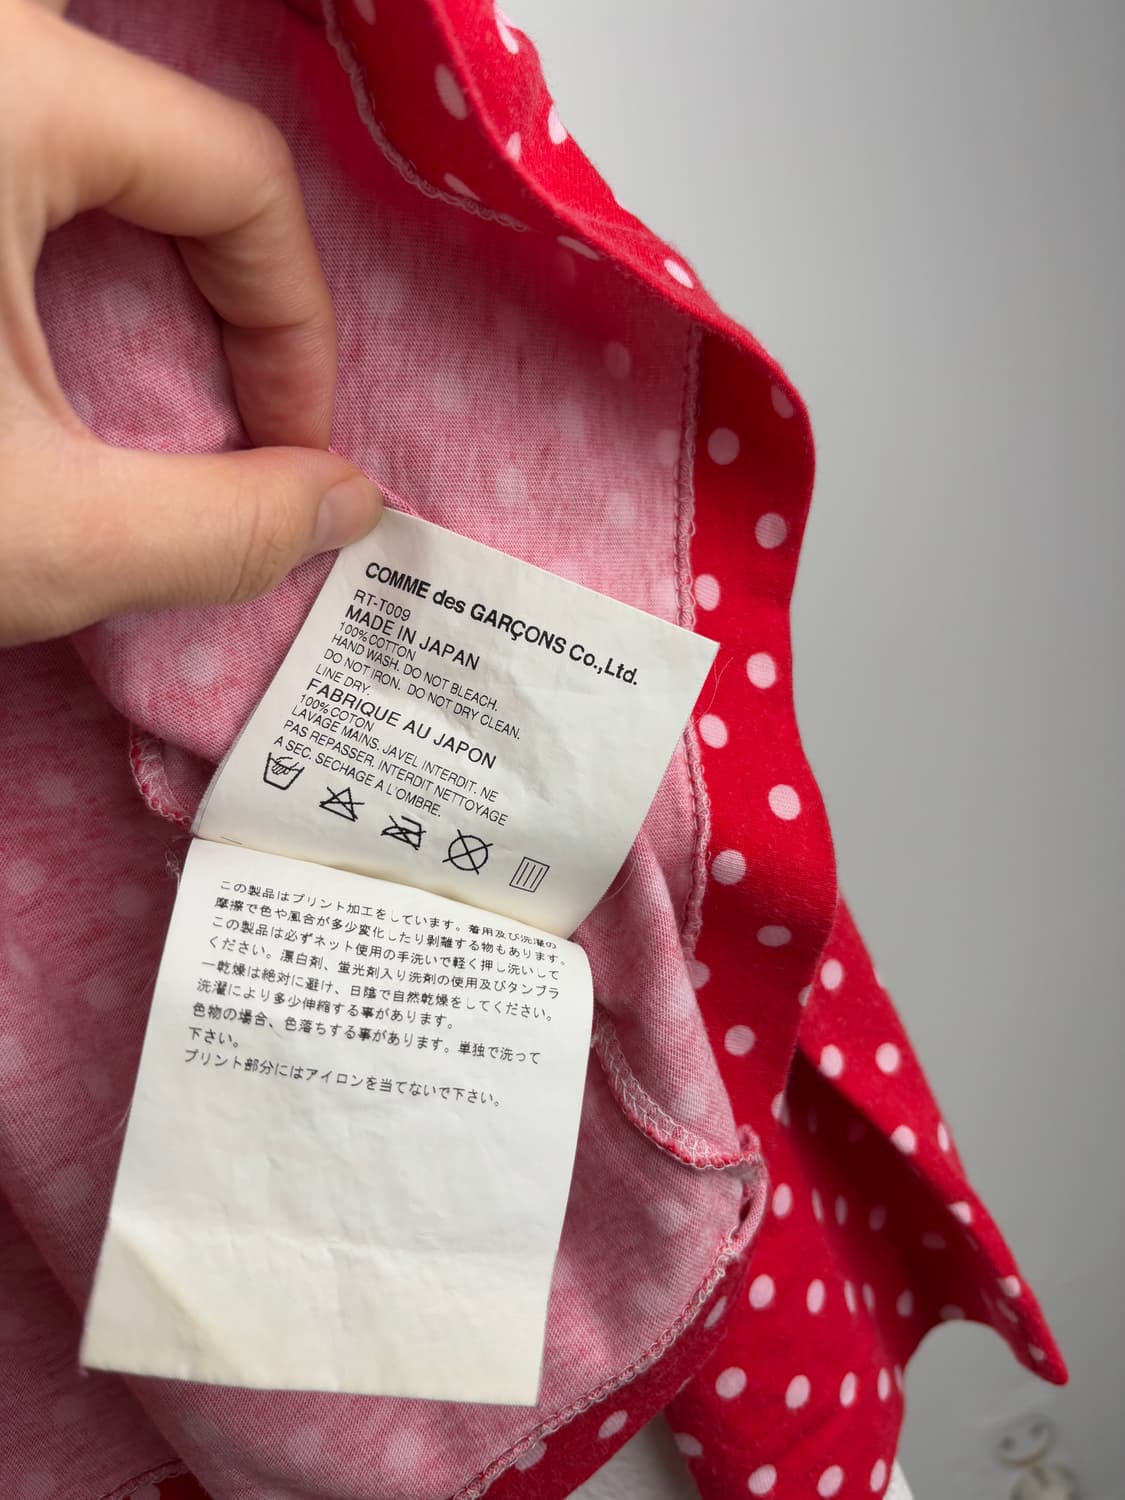 COMME des GARÇONS Co.,Ltd.
RT-T009
MADE IN JAPAN
100% COTTON
HAND WASH. DO NOT BLEACH.
DO NOT IRON. DO NOT DRY CLEAN.
LINE DRY.
FABRIQUE AU JAPON
100% COTON
LAVAGE MAINS. JAVEL INTERDIT. NE
PAS REPASSER. INTERDIT NETTOYAGE
A SEC. SECHAGE A L'OMBRE.
この製品はプリント加工をしています。着用及び洗濯の
摩擦で色や風合が多少変化したり剥離する物もあります。
この製品は必ずネット使用の手洗いで軽く押し洗いして
ください。漂白剤、蛍光剤入り洗剤の使用及びタンブラ
ー乾燥は絶対に避け、日陰で自然乾燥をしてください。
洗濯により多少伸縮する事があります。
色物の場合、色落ちする事があります。単独で洗って
下さい。
プリント部分にはアイロンを当てないで下さい。